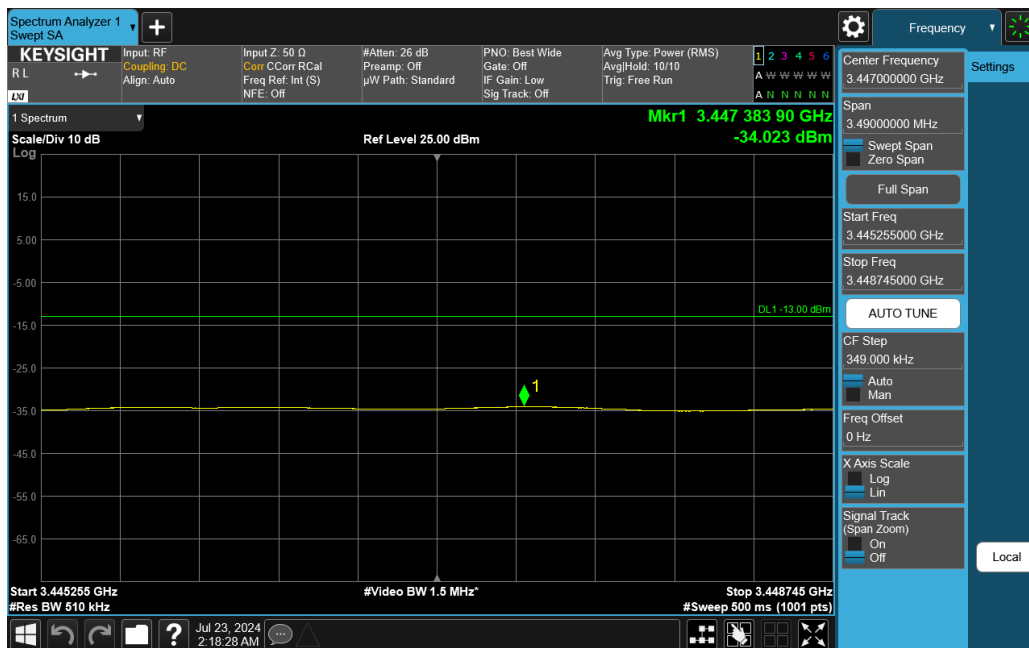 Spectrum Analyzer 1
Swept SA
Frequency
Settings
KEYSIGHT
R L
LXI
Input: RF
Coupling: DC
Align: Auto
Input Z: 50 Ω
Corr CCorr RCal
Freq Ref: Int (S)
NFE: Off
#Atten: 26 dB
Preamp: Off
µW Path: Standard
PNO: Best Wide
Gate: Off
IF Gain: Low
Sig Track: Off
Avg Type: Power (RMS)
Avg|Hold: 10/10
Trig: Free Run
1 2 3 4 5 6
A W W W W W
A N N N N N
1 Spectrum
Scale/Div 10 dB
Log
Ref Level 25.00 dBm
Mkr1 3.447 383 90 GHz
-34.023 dBm
15.0
5.00
-5.00
DL1 -13.00 dBm
-15.0
-25.0
1
-35.0
-45.0
-55.0
-65.0
Start 3.445255 GHz
#Res BW 510 kHz
#Video BW 1.5 MHz*
Stop 3.448745 GHz
#Sweep 500 ms (1001 pts)
Center Frequency
3.447000000 GHz
Span
3.49000000 MHz
Swept Span
Zero Span
Full Span
Start Freq
3.445255000 GHz
Stop Freq
3.448745000 GHz
AUTO TUNE
CF Step
349.000 kHz
Auto
Man
Freq Offset
0 Hz
X Axis Scale
Log
Lin
Signal Track
(Span Zoom)
On
Off
Local
?
Jul 23, 2024
2:18:28 AM